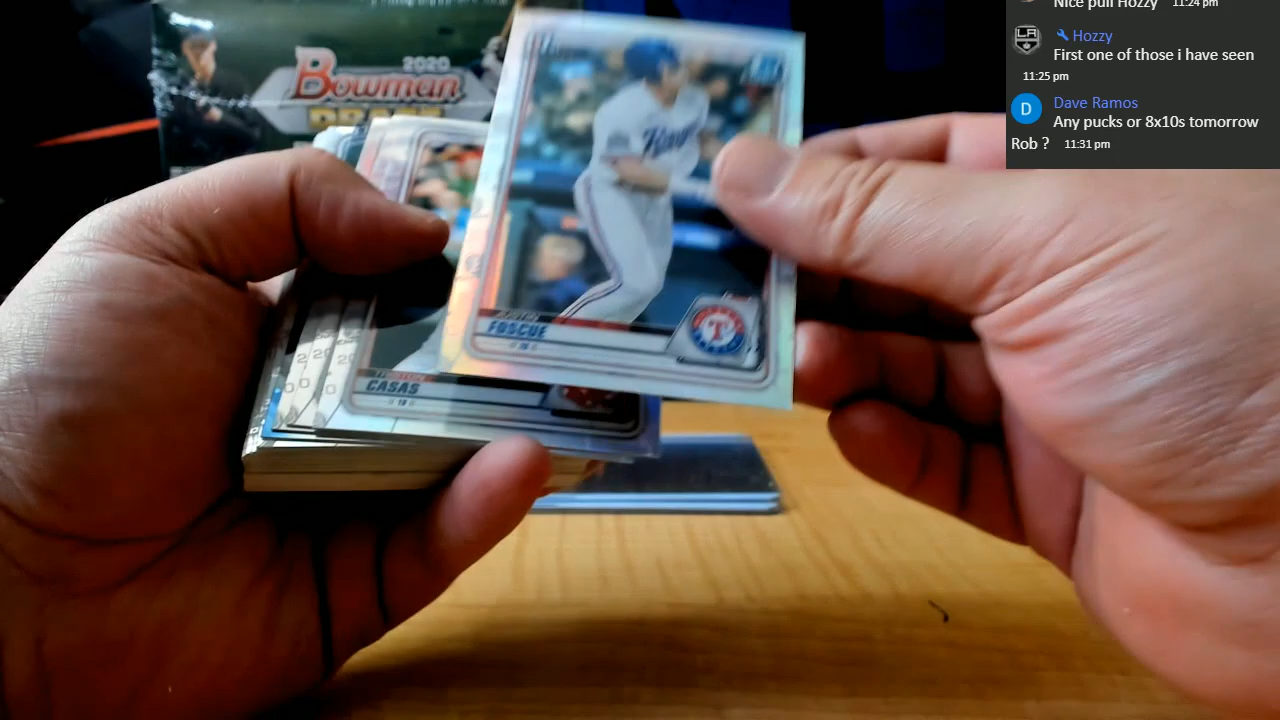 Nice pull Hozzy 11:24 pm
Hozzy
First one of those i have seen
11:25 pm
D Dave Ramos
Any pucks or 8x10s tomorrow
Rob ? 11:31 pm
2020
Bowman
DRAFT
FOSCUE
T
CASAS